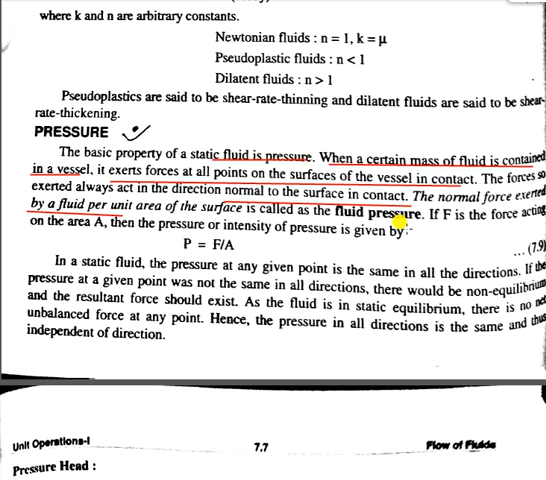 where k and n are arbitrary constants.
Newtonian fluids : n = 1, k = μ
Pseudoplastic fluids : n < 1
Dilatent fluids : n > 1
Pseudoplastics are said to be shear-rate-thinning and dilatent fluids are said to be shear-
rate-thickening.
PRESSURE
The basic property of a static fluid is pressure. When a certain mass of fluid is contained
in a vessel, it exerts forces at all points on the surfaces of the vessel in contact. The forces so
exerted always act in the direction normal to the surface in contact. The normal force exerted
by a fluid per unit area of the surface is called as the fluid pressure. If F is the force acting
on the area A, then the pressure or intensity of pressure is given by:-
P = F/A ... (7.9)
In a static fluid, the pressure at any given point is the same in all the directions. If the
pressure at a given point was not the same in all directions, there would be non-equilibrium
and the resultant force should exist. As the fluid is in static equilibrium, there is no net
unbalanced force at any point. Hence, the pressure in all directions is the same and thus
independent of direction.
Unit Operations-I 7.7 Flow of Fluids
Pressure Head :